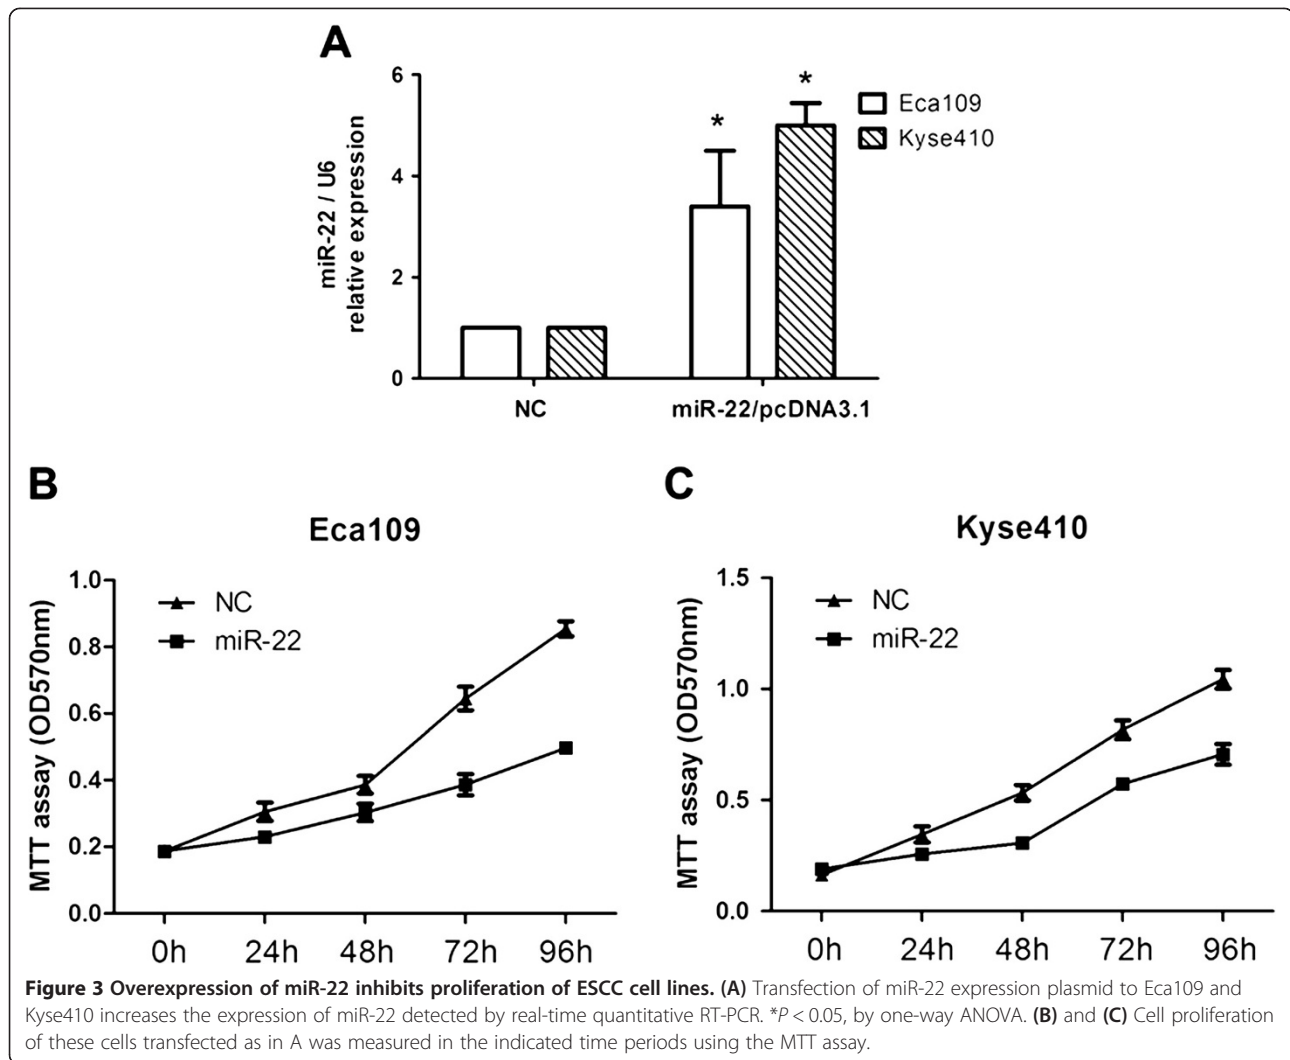 A
miR-22 / U6
relative expression
6
4
2
0
*
*
Eca109
Kyse410
NC
miR-22/pcDNA3.1
B
Eca109
MTT assay (OD570nm)
1.0
0.8
0.6
0.4
0.2
0.0
NC
miR-22
0h 24h 48h 72h 96h
C
Kyse410
MTT assay (OD570nm)
1.5
1.0
0.5
0.0
NC
miR-22
0h 24h 48h 72h 96h
Figure 3 Overexpression of miR-22 inhibits proliferation of ESCC cell lines. (A) Transfection of miR-22 expression plasmid to Eca109 and
Kyse410 increases the expression of miR-22 detected by real-time quantitative RT-PCR. *P < 0.05, by one-way ANOVA. (B) and (C) Cell proliferation
of these cells transfected as in A was measured in the indicated time periods using the MTT assay.